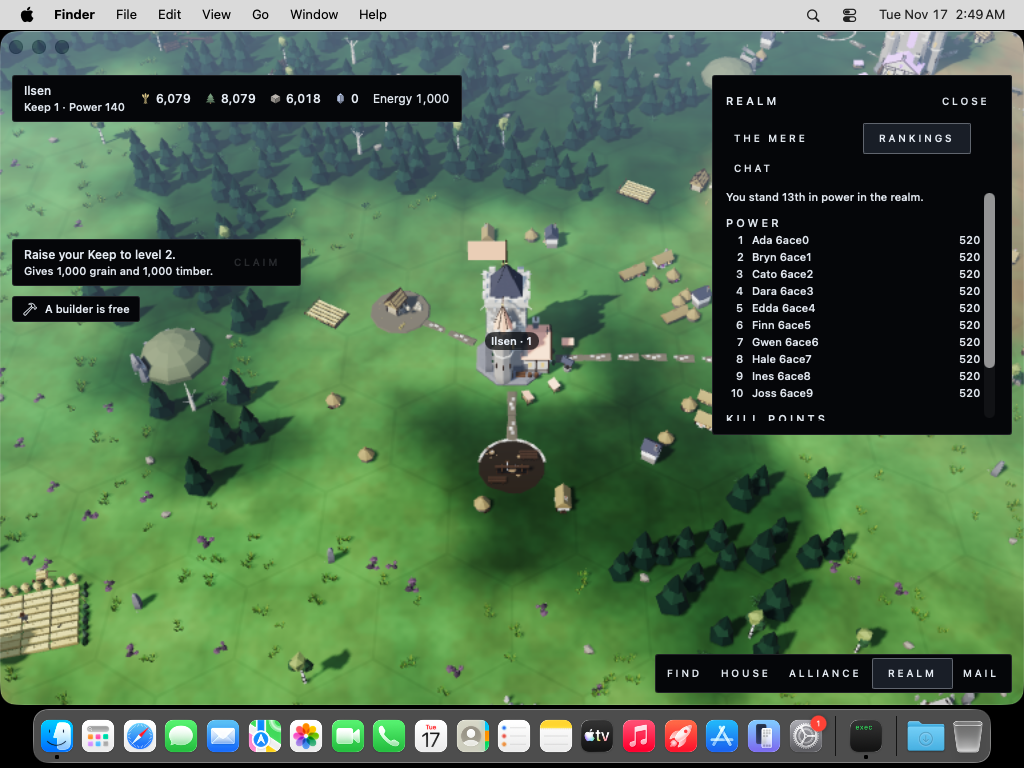 Finder File Edit View Go Window Help Tue Nov 17 2:49 AM
Ilsen
Keep 1 · Power 140
6,079 8,079 6,018 0 Energy 1,000
REALM CLOSE
THE MERE RANKINGS
CHAT
You stand 13th in power in the realm.
POWER
1 Ada 6ace0 520
2 Bryn 6ace1 520
3 Cato 6ace2 520
4 Dara 6ace3 520
5 Edda 6ace4 520
6 Finn 6ace5 520
7 Gwen 6ace6 520
8 Hale 6ace7 520
9 Ines 6ace8 520
10 Joss 6ace9 520
KILL POINTS
Raise your Keep to level 2.
Gives 1,000 grain and 1,000 timber.
CLAIM
A builder is free
Ilsen · 1
FIND HOUSE ALLIANCE REALM MAIL
Tue
17
tv
1
exec